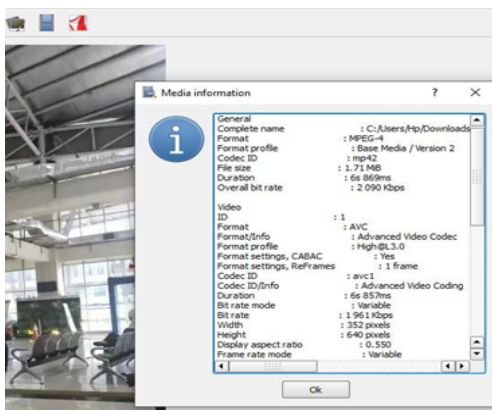 Media information
General
Complete name : C:/Users/Hp/Downloads
Format : MPEG-4
Format profile : Base Media / Version 2
Codec ID : mp42
File size : 1.71 MiB
Duration : 6s 869ms
Overall bit rate : 2 090 Kbps
Video
ID : 1
Format : AVC
Format/Info : Advanced Video Codec
Format profile : High@L3.0
Format settings, CABAC : Yes
Format settings, ReFrames : 1 frame
Codec ID : avc1
Codec ID/Info : Advanced Video Coding
Duration : 6s 857ms
Bit rate mode : Variable
Bit rate : 1 961 Kbps
Width : 352 pixels
Height : 640 pixels
Display aspect ratio : 0.550
Frame rate mode : Variable
Ok